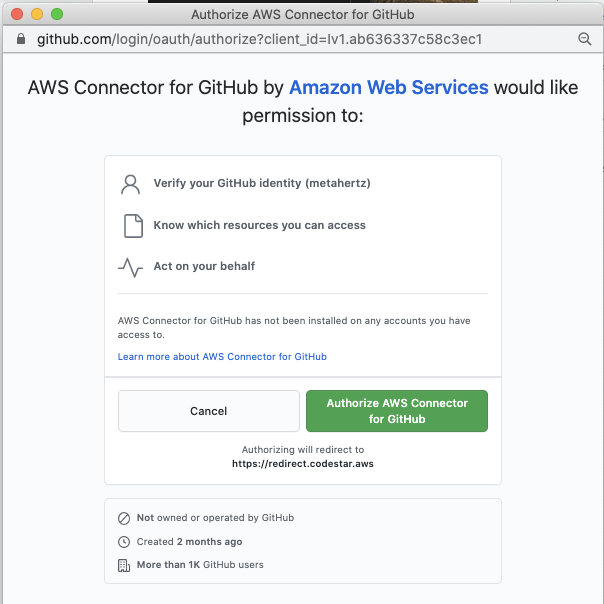 Authorize AWS Connector for GitHub
github.com/login/oauth/authorize?client_id=Iv1.ab636337c58c3ec1
AWS Connector for GitHub by Amazon Web Services would like
permission to:
Verify your GitHub identity (metahertz)
Know which resources you can access
Act on your behalf
AWS Connector for GitHub has not been installed on any accounts you have
access to.
Learn more about AWS Connector for GitHub
Cancel
Authorize AWS Connector
for GitHub
Authorizing will redirect to
https://redirect.codestar.aws
Not owned or operated by GitHub
Created 2 months ago
More than 1K GitHub users